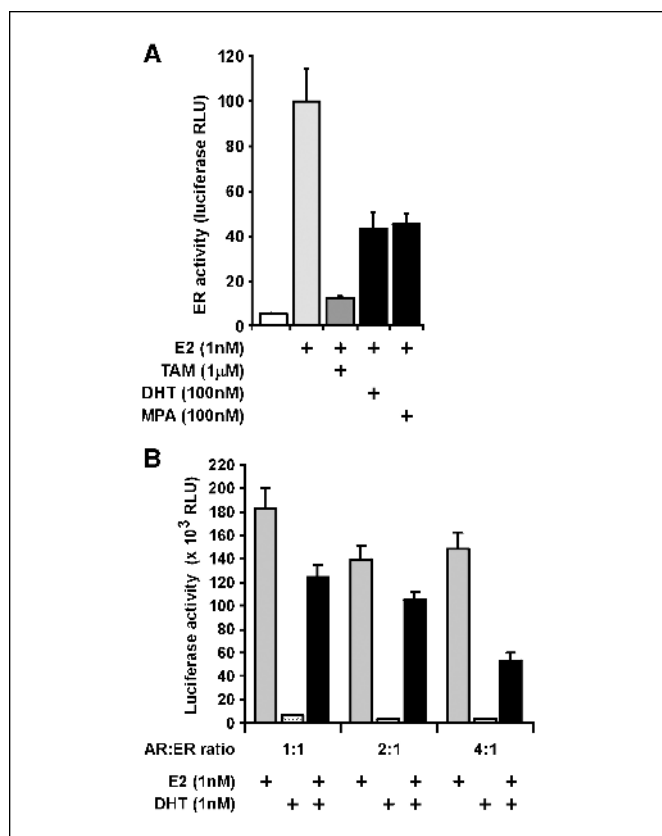 A
ER activity (luciferase RLU)
120
100
80
60
40
20
0
E2 (1nM) + + + +
TAM (1µM) +
DHT (100nM) +
MPA (100nM) +
B
Luciferase activity (x 10³ RLU)
220
200
180
160
140
120
100
80
60
40
20
0
AR:ER ratio 1:1 2:1 4:1
E2 (1nM) + + + + + +
DHT (1nM) + + + + + +